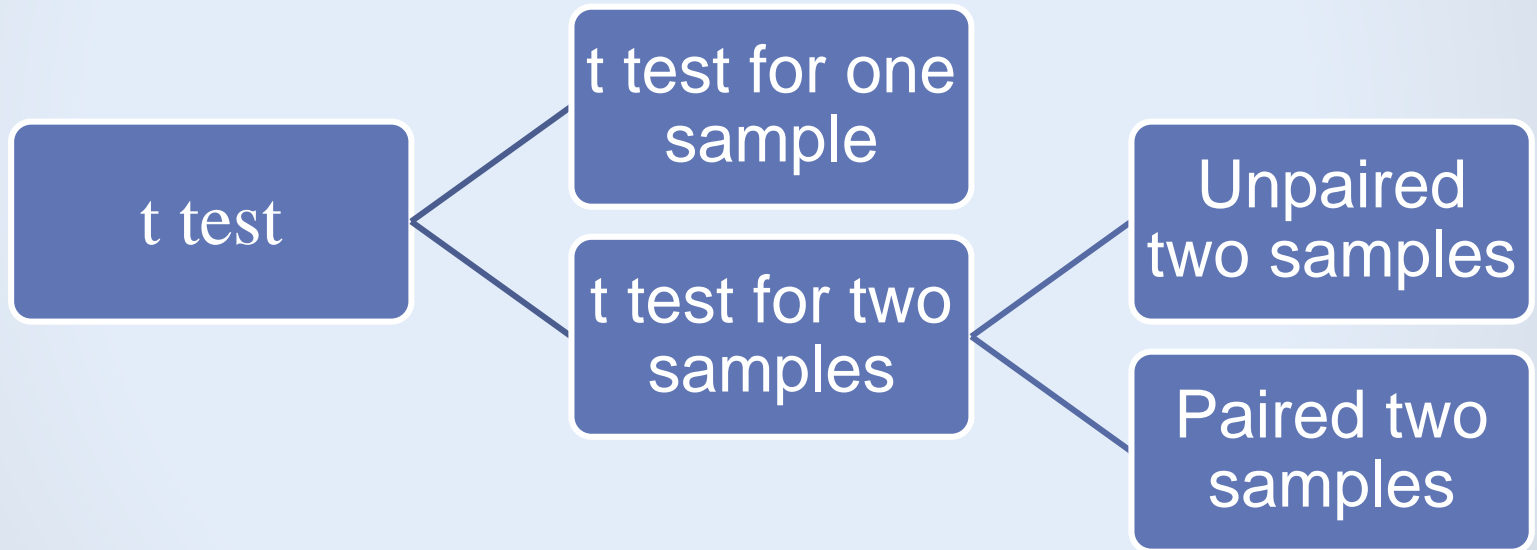 t test
t test for one
sample
t test for two
samples
Unpaired
two samples
Paired two
samples